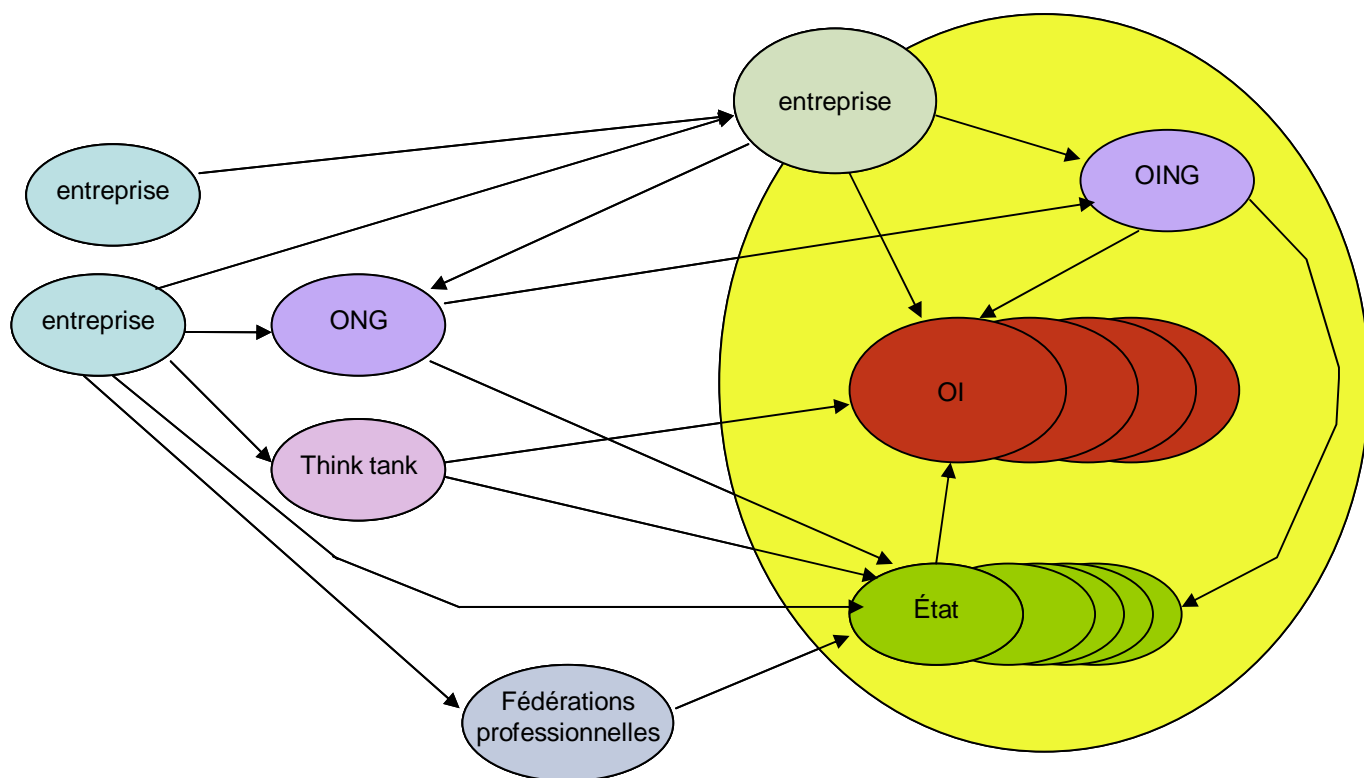 entreprise
OING
entreprise
entreprise
ONG
OI
Think tank
État
Fédérations
professionnelles